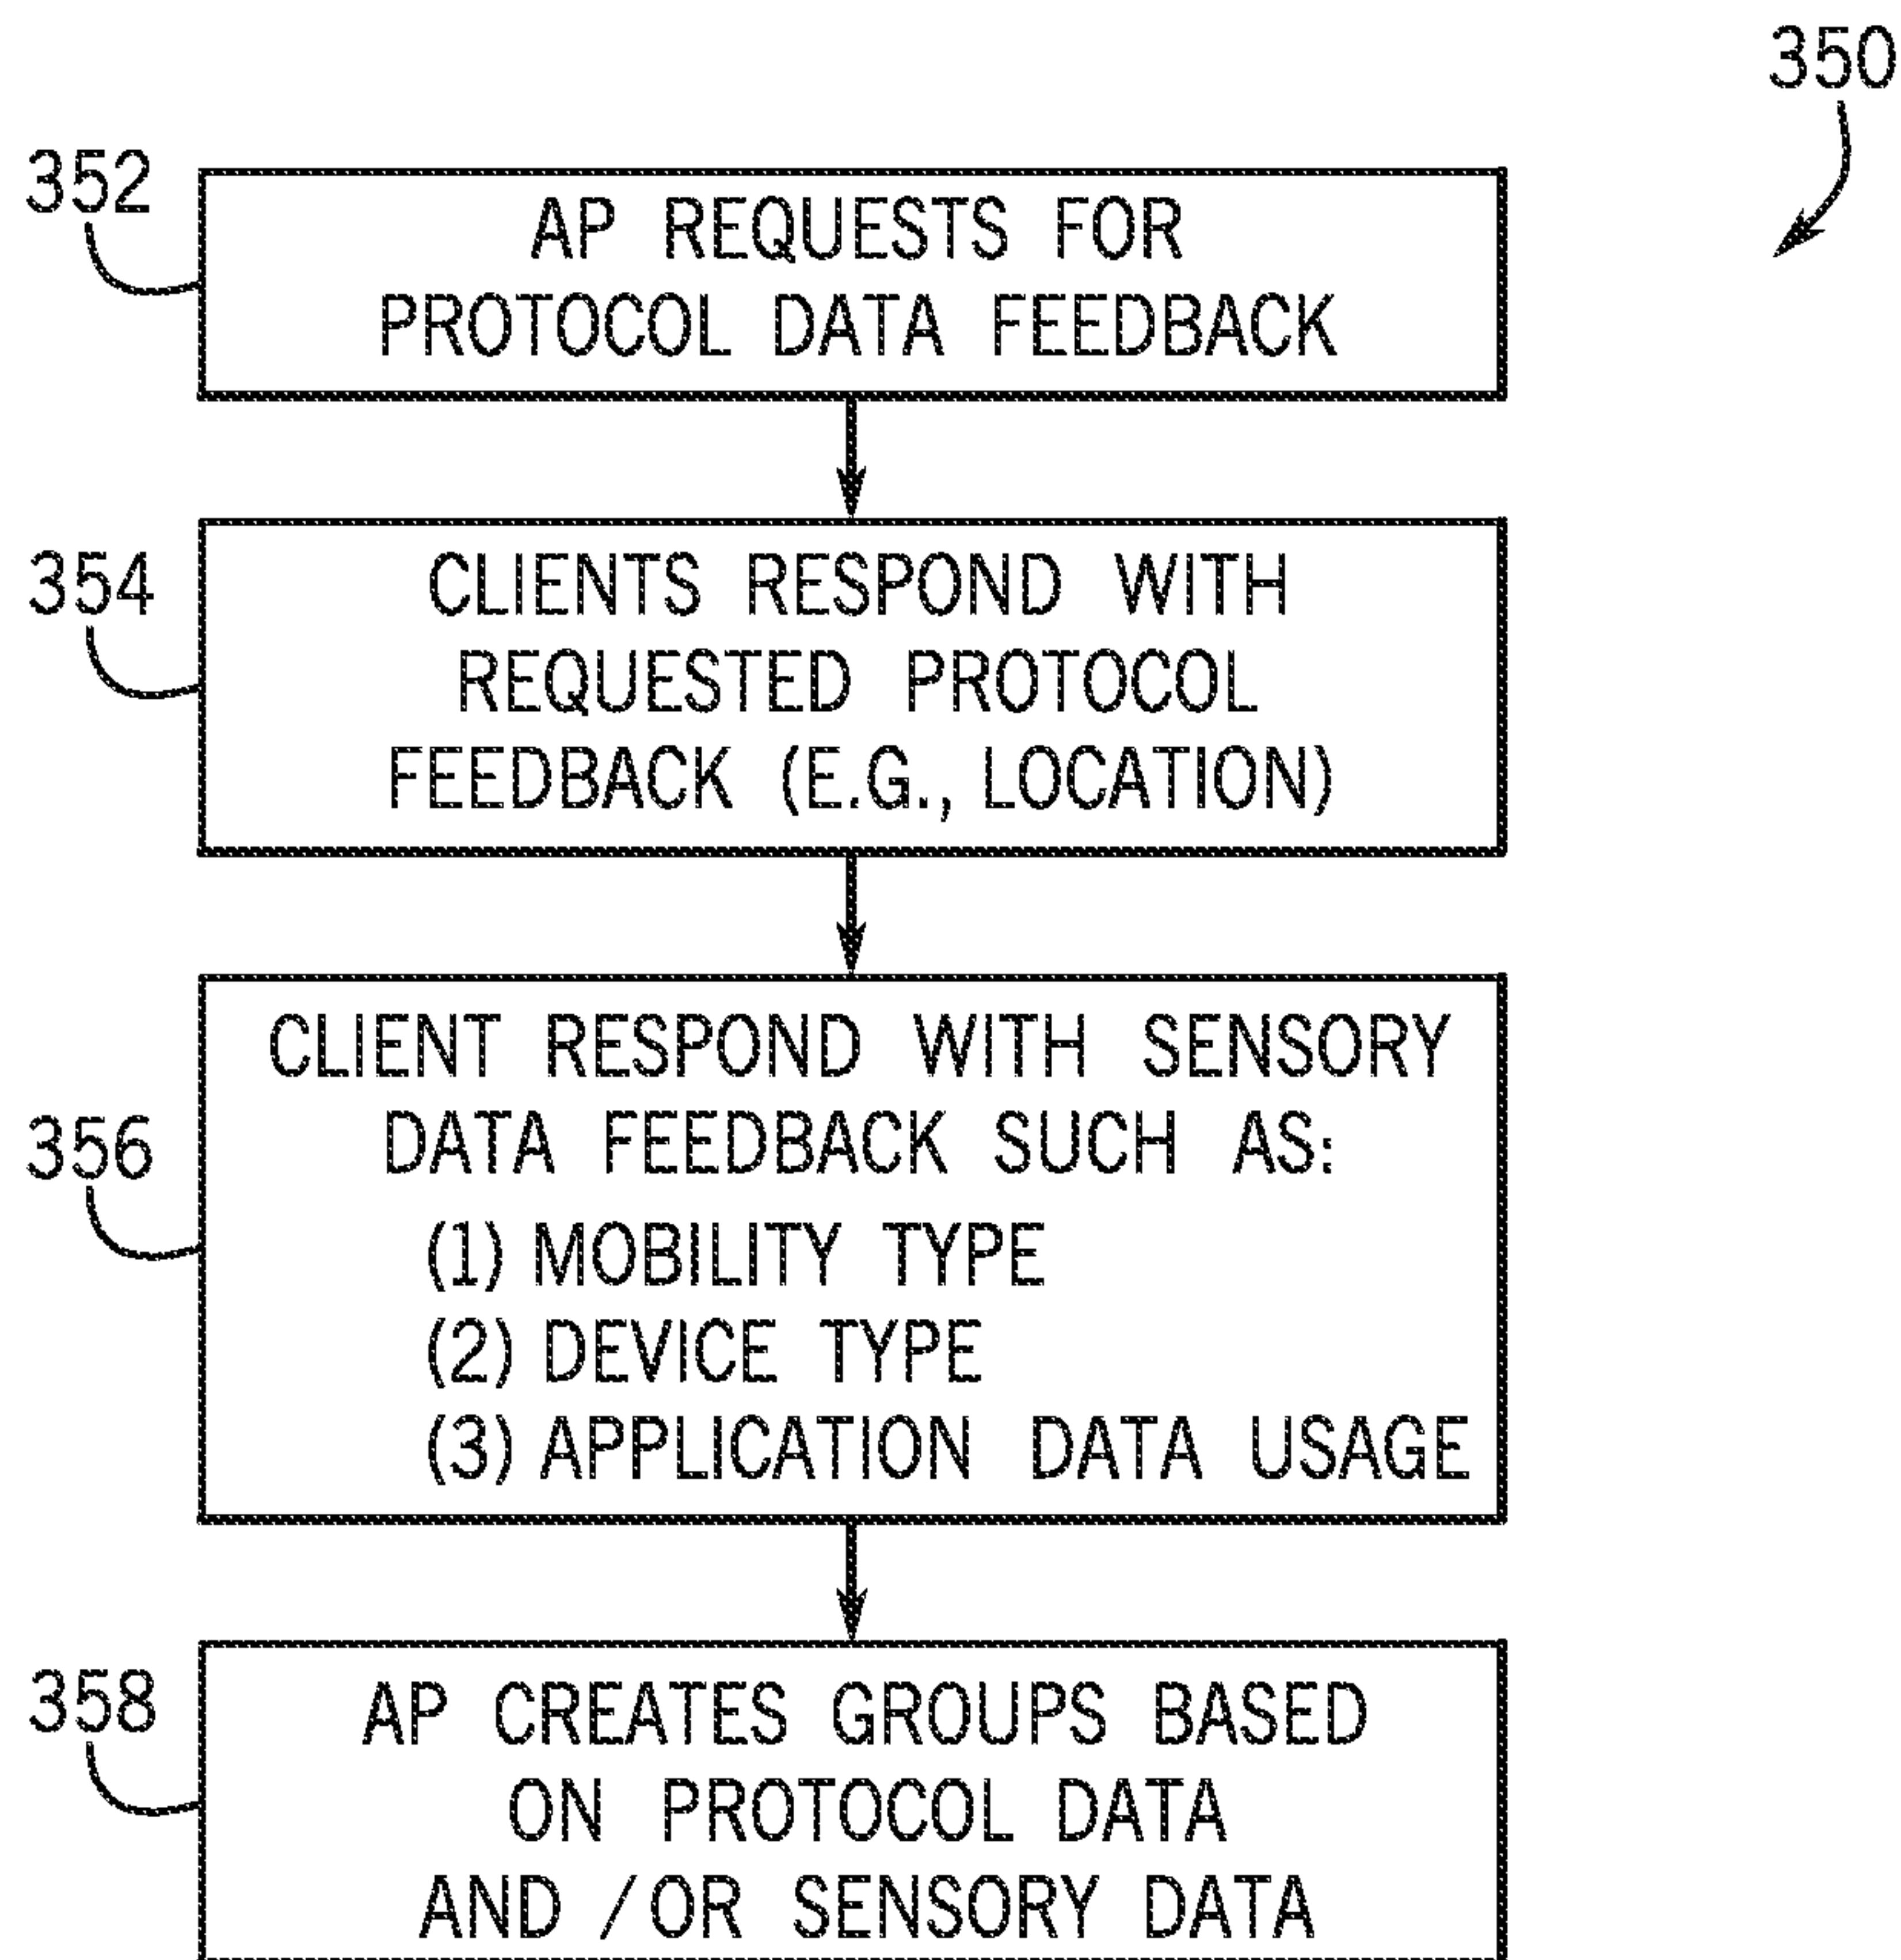 350
352
AP REQUESTS FOR
PROTOCOL DATA FEEDBACK
354
CLIENTS RESPOND WITH
REQUESTED PROTOCOL
FEEDBACK (E.G., LOCATION)
356
CLIENT RESPOND WITH SENSORY
DATA FEEDBACK SUCH AS:
(1) MOBILITY TYPE
(2) DEVICE TYPE
(3) APPLICATION DATA USAGE
358
AP CREATES GROUPS BASED
ON PROTOCOL DATA
AND /OR SENSORY DATA